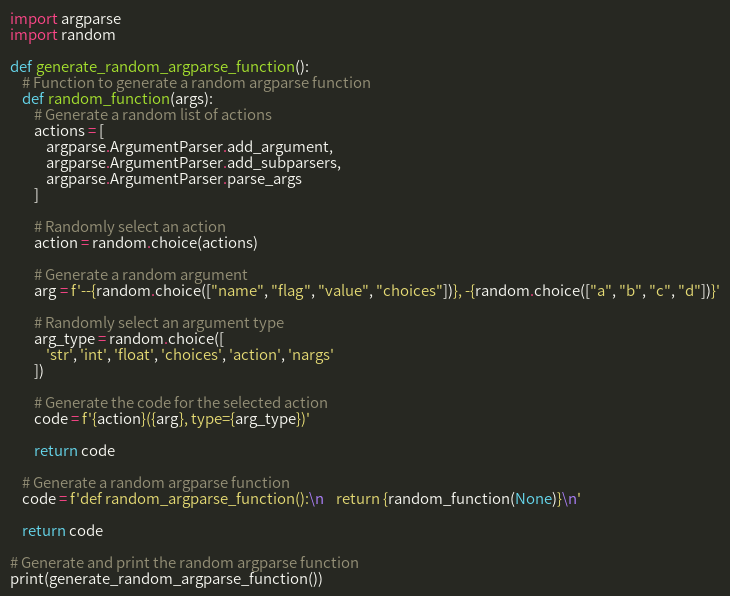 import argparse
import random

def generate_random_argparse_function():
    # Function to generate a random argparse function
    def random_function(args):
        # Generate a random list of actions
        actions = [
            argparse.ArgumentParser.add_argument,
            argparse.ArgumentParser.add_subparsers,
            argparse.ArgumentParser.parse_args
        ]

        # Randomly select an action
        action = random.choice(actions)

        # Generate a random argument
        arg = f'--{random.choice(["name", "flag", "value", "choices"])}, -{random.choice(["a", "b", "c", "d"])}'

        # Randomly select an argument type
        arg_type = random.choice([
            'str', 'int', 'float', 'choices', 'action', 'nargs'
        ])

        # Generate the code for the selected action
        code = f'{action}({arg}, type={arg_type})'

        return code

    # Generate a random argparse function
    code = f'def random_argparse_function():\n    return {random_function(None)}\n'

    return code

# Generate and print the random argparse function
print(generate_random_argparse_function())